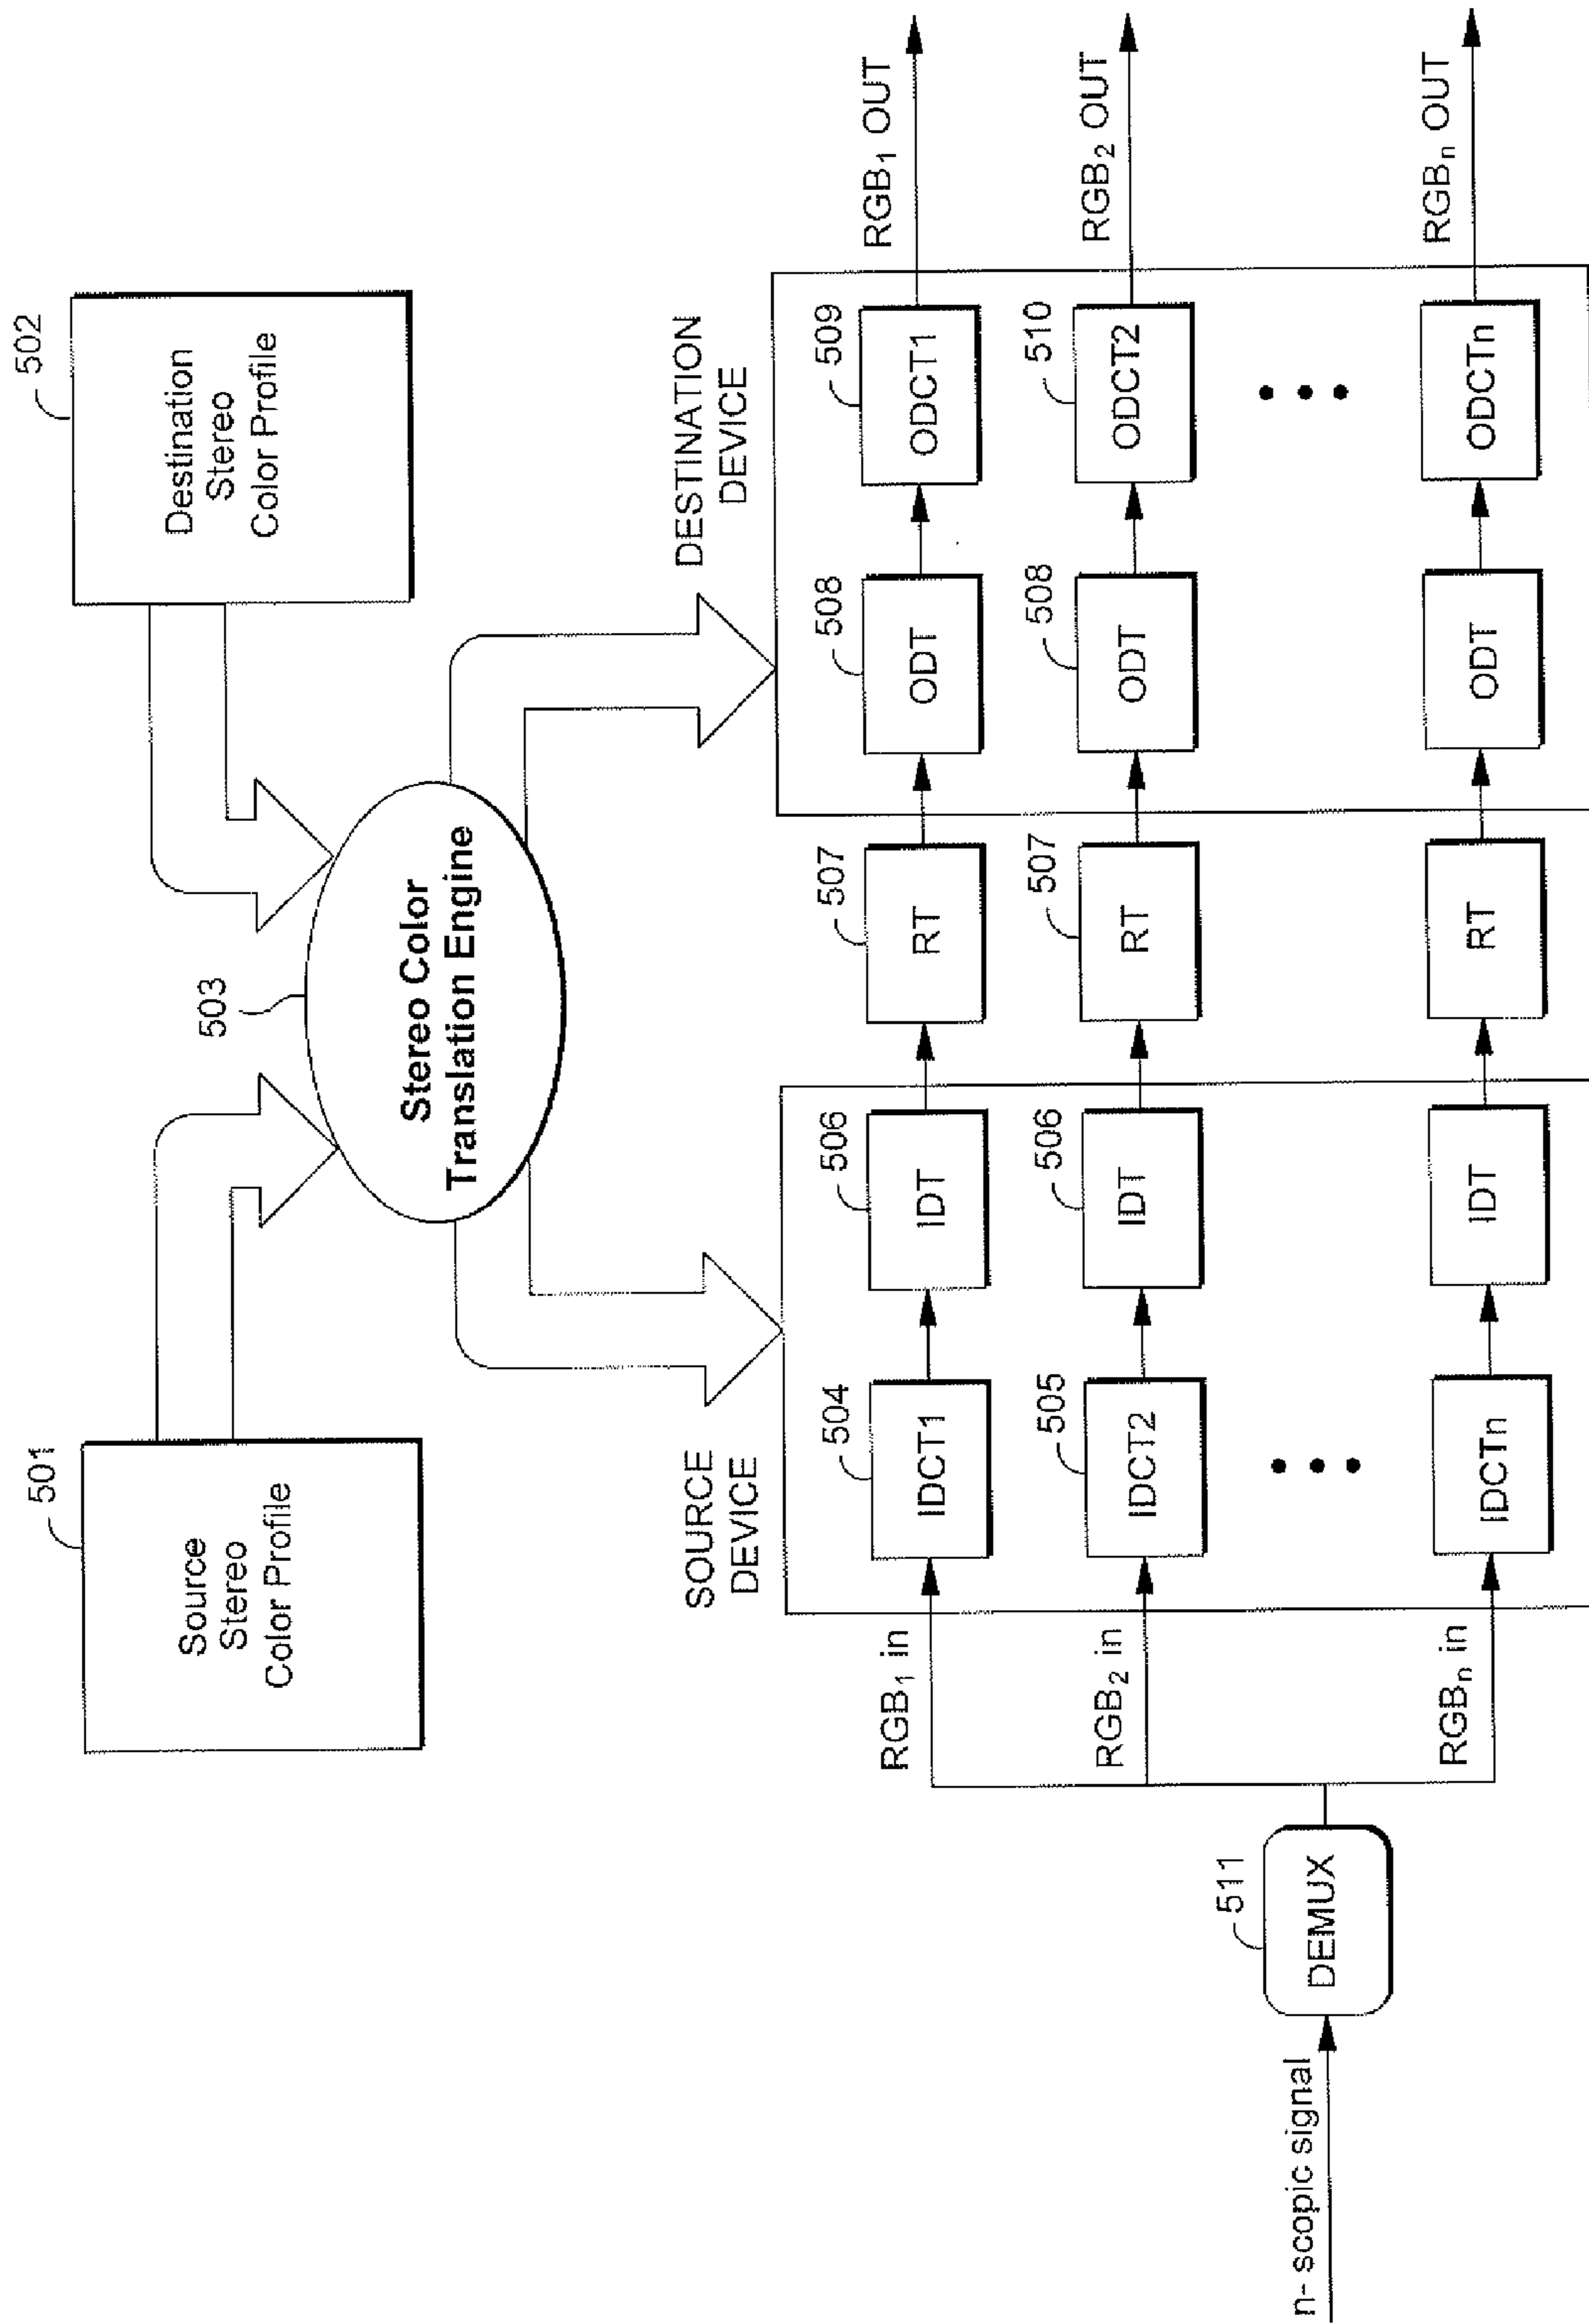 501
Source
Stereo
Color Profile
502
Destination
Stereo
Color Profile
503
Stereo Color
Translation Engine
SOURCE
DEVICE
DESTINATION
DEVICE
n- scopic signal
511
DEMUX
RGB1 in
504
IDCT1
506
IDT
507
RT
508
ODT
509
ODCT1
RGB1 OUT
RGB2 in
505
IDCT2
506
IDT
507
RT
508
ODT
510
ODCT2
RGB2 OUT
RGBn in
IDCTn
IDT
RT
ODT
ODCTn
RGBn OUT